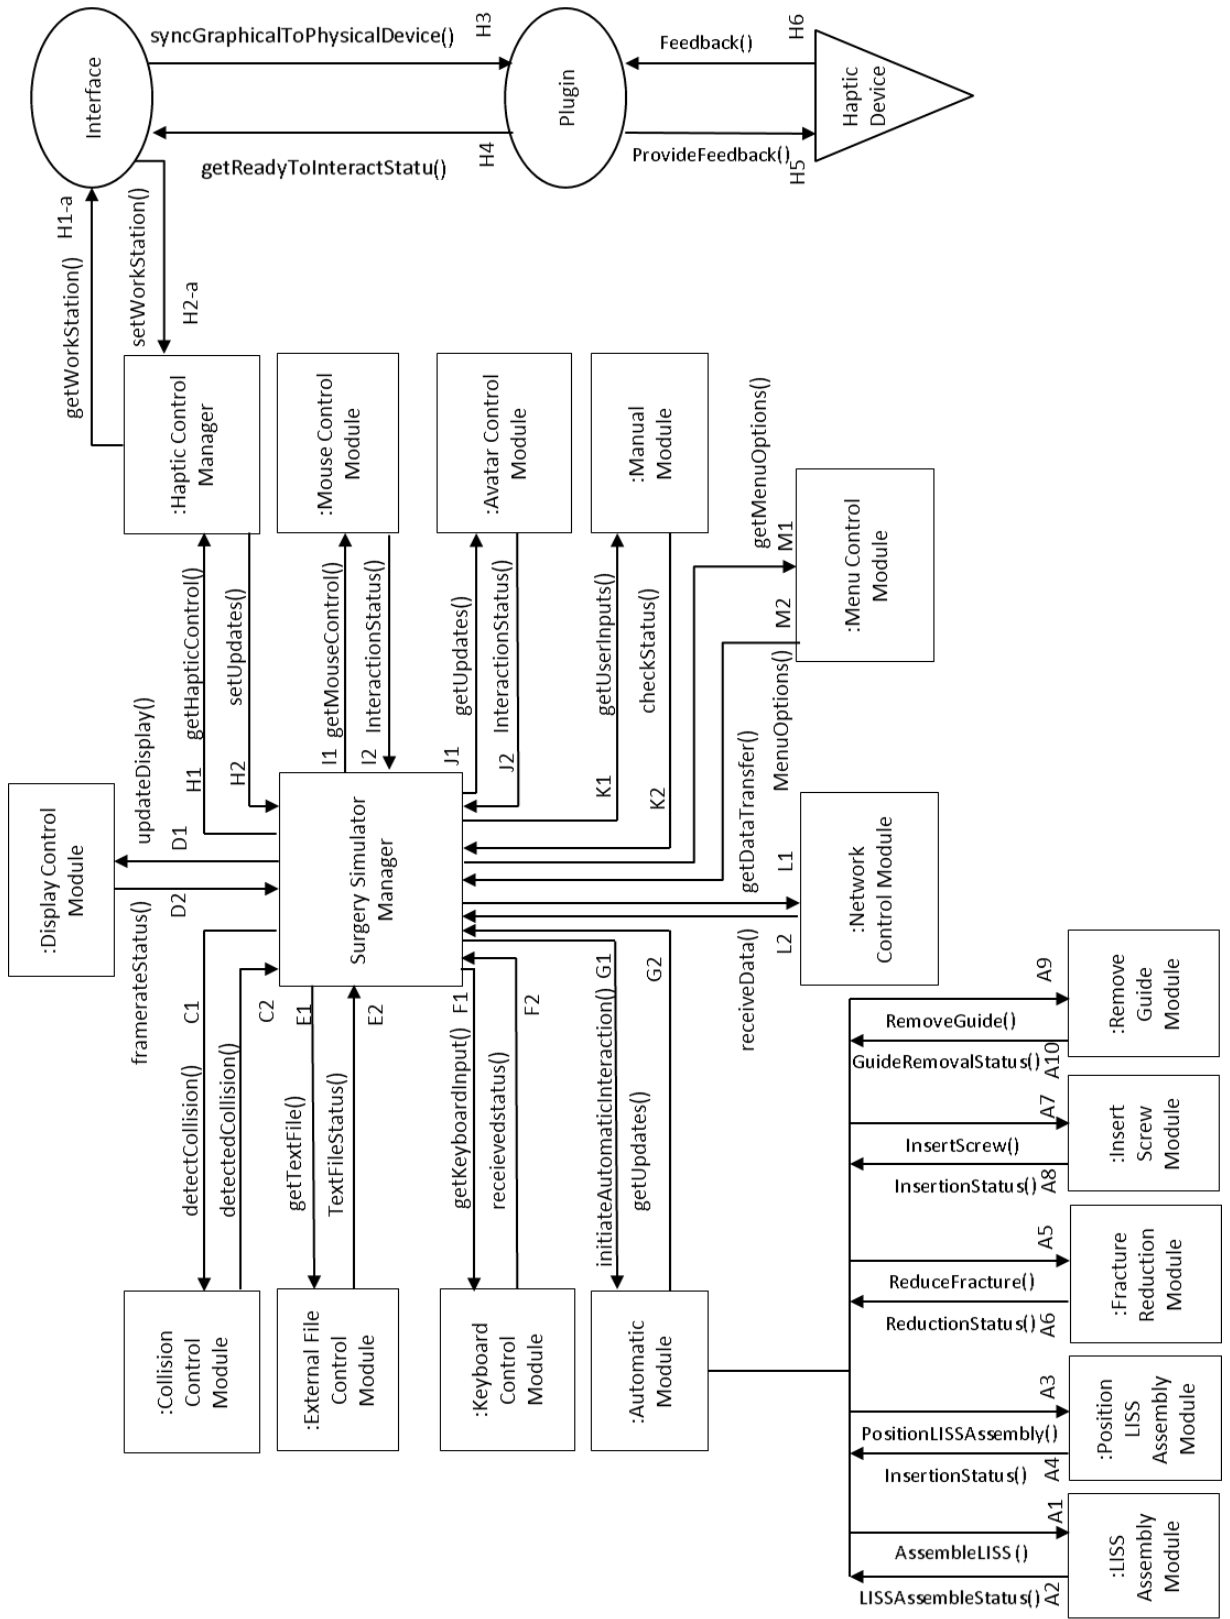 Interface
syncGraphicalToPhysicalDevice()
H3
Plugin
Feedback()
H6
Haptic
Device
getReadyToInteractStatu()
H4
ProvideFeedback()
H5
getWorkStation()
H1-a
setWorkStation()
H2-a
:Haptic Control
Manager
:Mouse Control
Module
:Avatar Control
Module
:Manual
Module
getHapticControl()
H1
setUpdates()
H2
getMouseControl()
I1
InteractionStatus()
I2
getUpdates()
J1
InteractionStatus()
J2
getUserInputs()
K1
checkStatus()
K2
getMenuOptions()
M1
M2
MenuOptions()
:Menu Control
Module
:Display Control
Module
updateDisplay()
D1
framerateStatus()
D2
Surgery Simulator
Manager
getDataTransfer()
L1
receiveData()
L2
:Network
Control Module
detectCollision()
C1
detectedCollision()
C2
getTextFile()
E1
TextFileStatus()
E2
getKeyboardInput()
F1
receievedstatus()
F2
initiateAutomaticInteraction()
G1
getUpdates()
G2
:Collision
Control
Module
:External File
Control
Module
:Keyboard
Control
Module
:Automatic
Module
RemoveGuide()
A9
GuideRemovalStatus()
A10
:Remove
Guide
Module
InsertScrew()
A7
InsertionStatus()
A8
:Insert
Screw
Module
ReduceFracture()
A5
ReductionStatus()
A6
:Fracture
Reduction
Module
PositionLISSAssembly()
A3
InsertionStatus()
A4
:Position
LISS
Assembly
Module
AssembleLISS()
A1
LISSAssembleStatus()
A2
:LISS
Assembly
Module